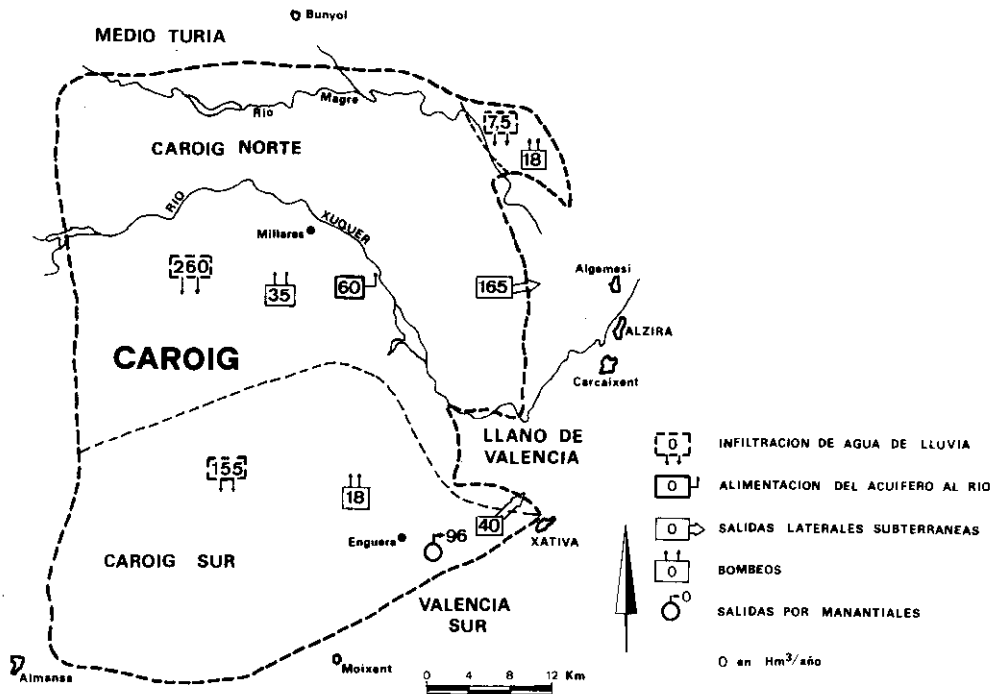 Bunyol
MEDIO TURIA
Rio
Magre
7,5
18
CAROIG NORTE
RIO
XUQUER
Millares
260
35
60
165
Algemesi
ALZIRA
Carcaixent
CAROIG
LLANO DE
VALENCIA
155
18
40
96
XATIVA
Enguera
CAROIG SUR
VALENCIA
SUR
Moixent
Almansa
0 4 8 12 Km
0 INFILTRACION DE AGUA DE LLUVIA
0 ALIMENTACION DEL ACUIFERO AL RIO
0 SALIDAS LATERALES SUBTERRANEAS
0 BOMBEOS
0 SALIDAS POR MANANTIALES
0 en Hm³/año